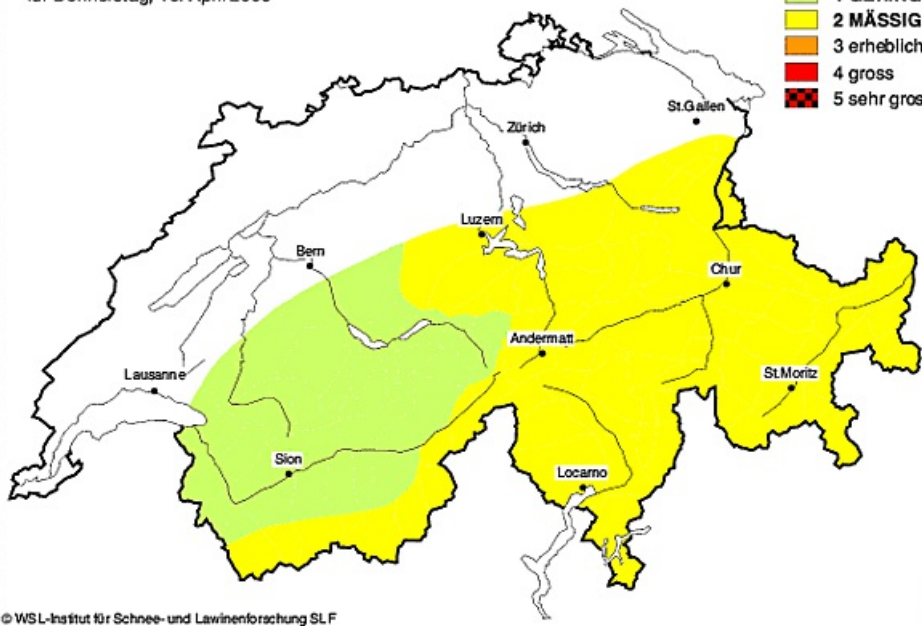 2 MÄSSIG
3 erheblich
4 gross
5 sehr gros
St.Gallen
Zürich
Luzern
Bern
Chur
Andermatt
Lausanne
St.Moritz
Sion
Locarno
© WSL-Institut für Schnee- und Lawinenforschung SLF